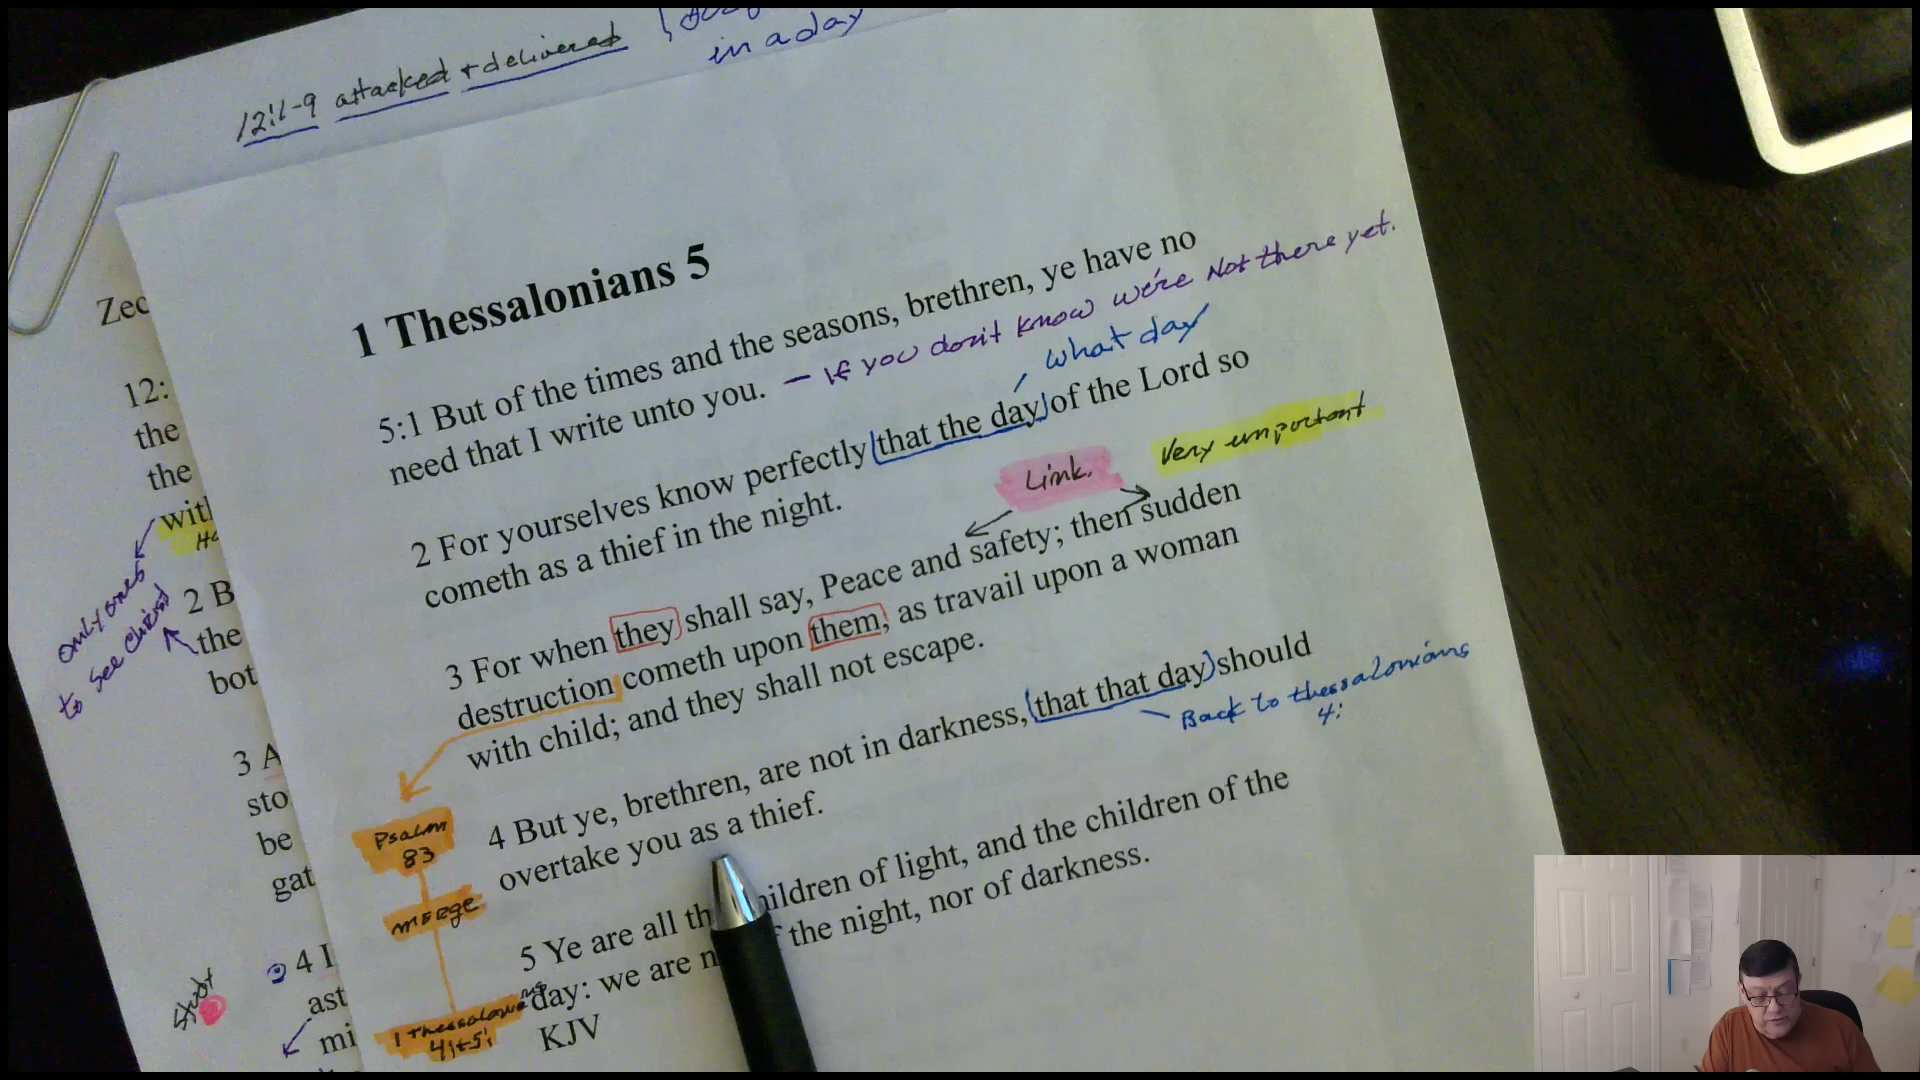 12:1-9 attacked + delivered
in a day
1 Thessalonians 5
5:1 But of the times and the seasons, brethren, ye have no
need that I write unto you. — If you don't know we're Not there yet.
what day
2 For yourselves know perfectly that the day of the Lord so
cometh as a thief in the night.
Link.
Very important
3 For when they shall say, Peace and safety; then sudden
destruction cometh upon them, as travail upon a woman
with child; and they shall not escape.
4 But ye, brethren, are not in darkness, that that day should
overtake you as a thief.
Back to thessalonians
4:
Psalm
83
merge
5 Ye are all th hildren of light, and the children of the
day: we are n the night, nor of darkness.
KJV
1 Thessalonians
4:+5:
Zec
12:
the
the
with
only ones
to see Christ
2 B
the
bot
3 A
sto
be
gat
4 I
ast
mi